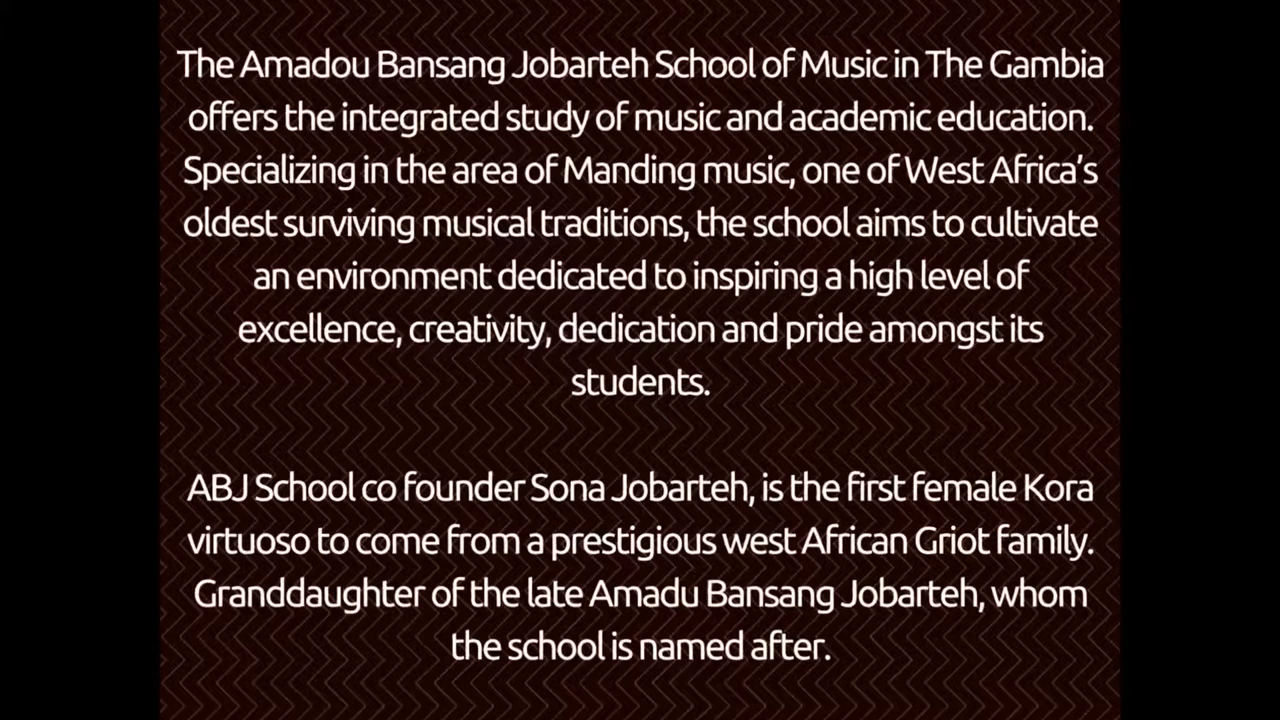 The Amadou Bansang Jobarteh School of Music in The Gambia
offers the integrated study of music and academic education.
Specializing in the area of Manding music, one of West Africa's
oldest surviving musical traditions, the school aims to cultivate
an environment dedicated to inspiring a high level of
excellence, creativity, dedication and pride amongst its
students.
ABJ School co founder Sona Jobarteh, is the first female Kora
virtuoso to come from a prestigious west African Griot family.
Granddaughter of the late Amadu Bansang Jobarteh, whom
the school is named after.